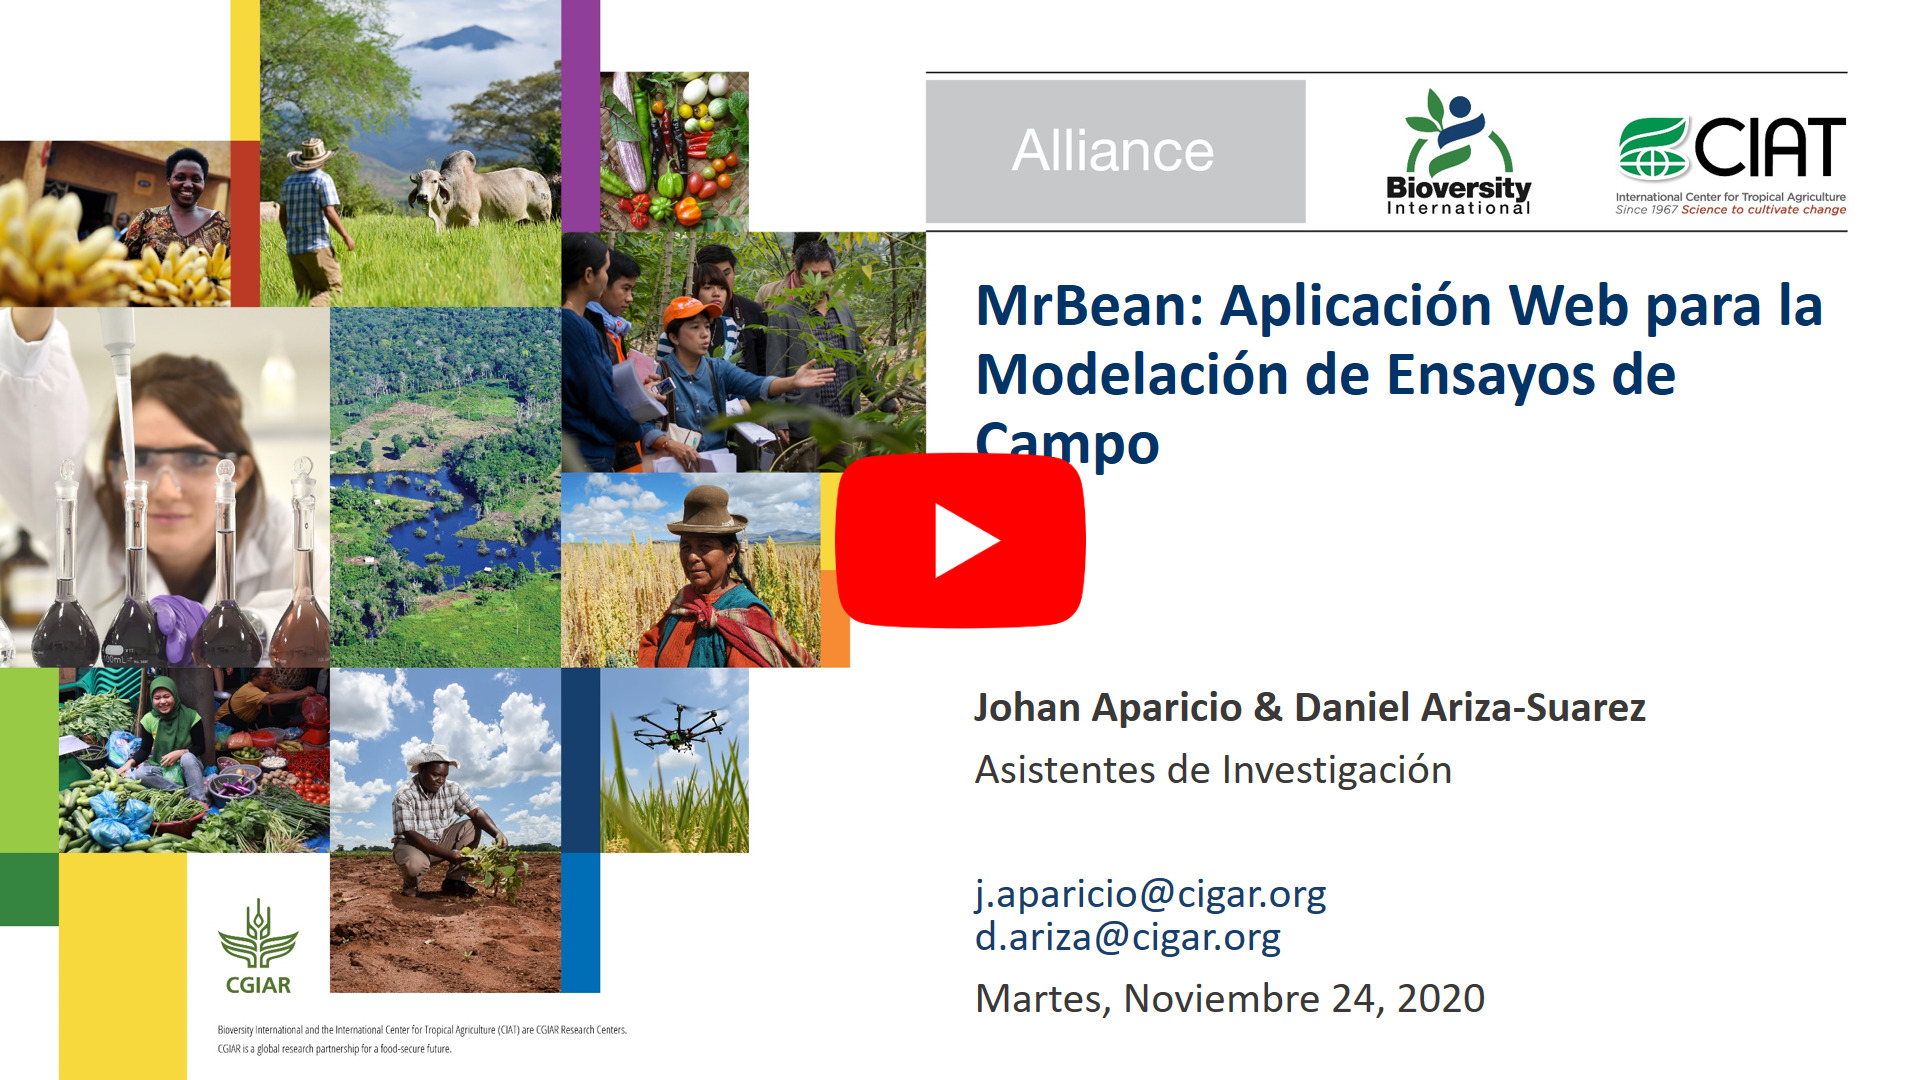 Alliance
Bioversity
International
CIAT
International Center for Tropical Agriculture
Since 1967 Science to cultivate change
MrBean: Aplicación Web para la
Modelación de Ensayos de
Campo
Johan Aparicio & Daniel Ariza-Suarez
Asistentes de Investigación
j.aparicio@cigar.org
d.ariza@cigar.org
Martes, Noviembre 24, 2020
CGIAR
Bioversity International and the International Center for Tropical Agriculture (CIAT) are CGIAR Research Centers.
CGIAR is a global research partnership for a food-secure future.